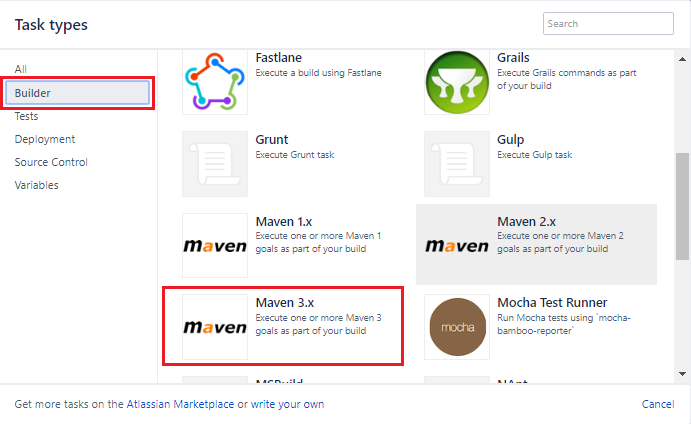 Task types
Search
All
Builder
Tests
Deployment
Source Control
Variables
Fastlane
Execute a build using Fastlane
Grails
Execute Grails commands as part
of your build
Grunt
Execute Grunt task
Gulp
Execute Gulp task
maven
Maven 1.x
Execute one or more Maven 1
goals as part of your build
maven
Maven 2.x
Execute one or more Maven 2
goals as part of your build
maven
Maven 3.x
Execute one or more Maven 3
goals as part of your build
mocha
Mocha Test Runner
Run Mocha tests using `mocha-
bamboo-reporter`
MSBuild
NAnt
Get more tasks on the Atlassian Marketplace or write your own
Cancel